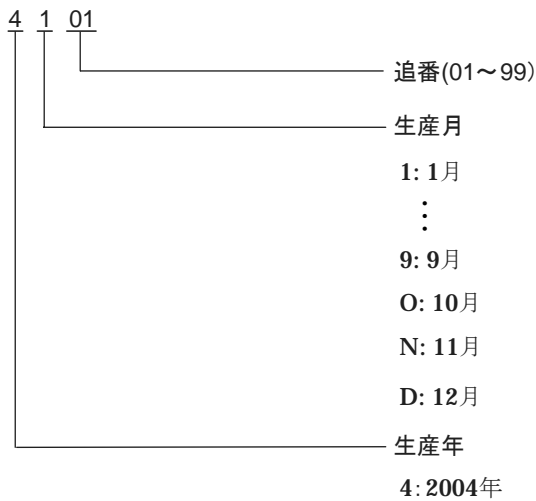 4 1 01
追番(01～99)
生産月
1: 1月
⋮
9: 9月
O: 10月
N: 11月
D: 12月
生産年
4: 2004年